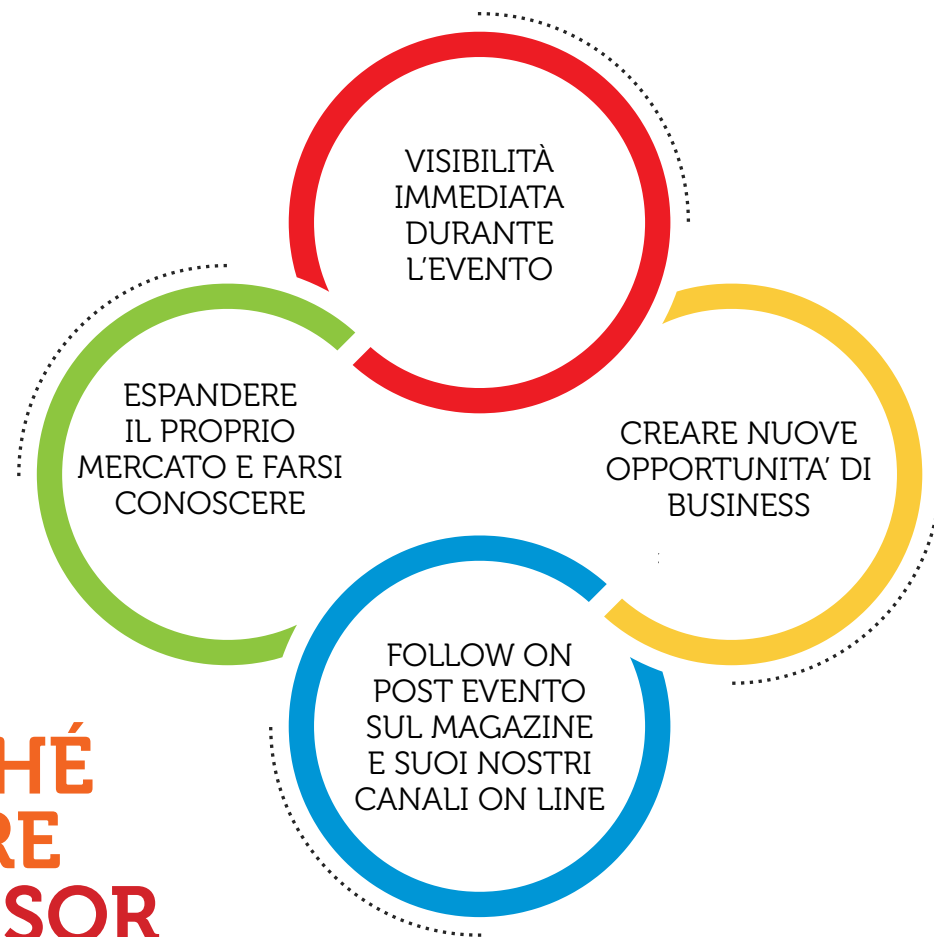 VISIBILITÀ
IMMEDIATA
DURANTE
L'EVENTO
ESPANDERE
IL PROPRIO
MERCATO E FARSI
CONOSCERE
CREARE NUOVE
OPPORTUNITA' DI
BUSINESS
FOLLOW ON
POST EVENTO
SUL MAGAZINE
E SUOI NOSTRI
CANALI ON LINE
HÉ
RE
SOR